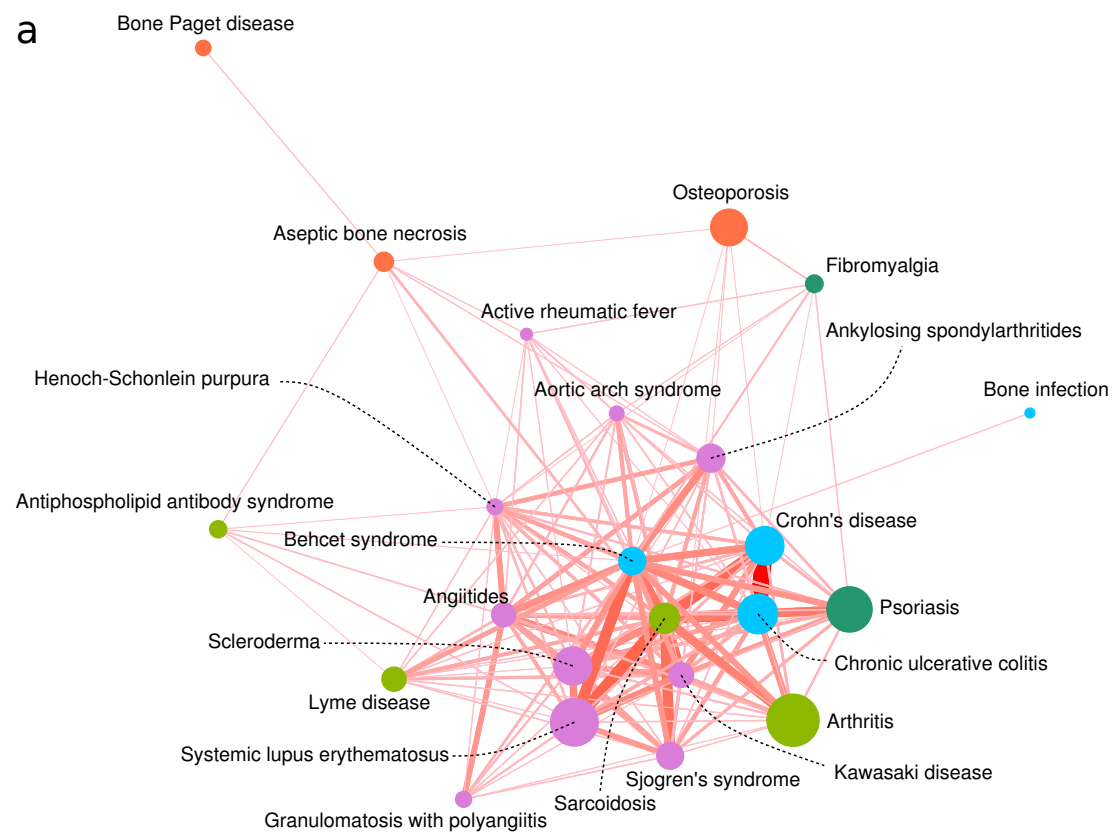 a
Bone Paget disease
Osteoporosis
Aseptic bone necrosis
Fibromyalgia
Active rheumatic fever
Ankylosing spondylarthritides
Henoch-Schonlein purpura
Aortic arch syndrome
Bone infection
Antiphospholipid antibody syndrome
Crohn's disease
Behcet syndrome
Angiitides
Psoriasis
Scleroderma
Chronic ulcerative colitis
Lyme disease
Arthritis
Systemic lupus erythematosus
Kawasaki disease
Sjogren's syndrome
Sarcoidosis
Granulomatosis with polyangiitis